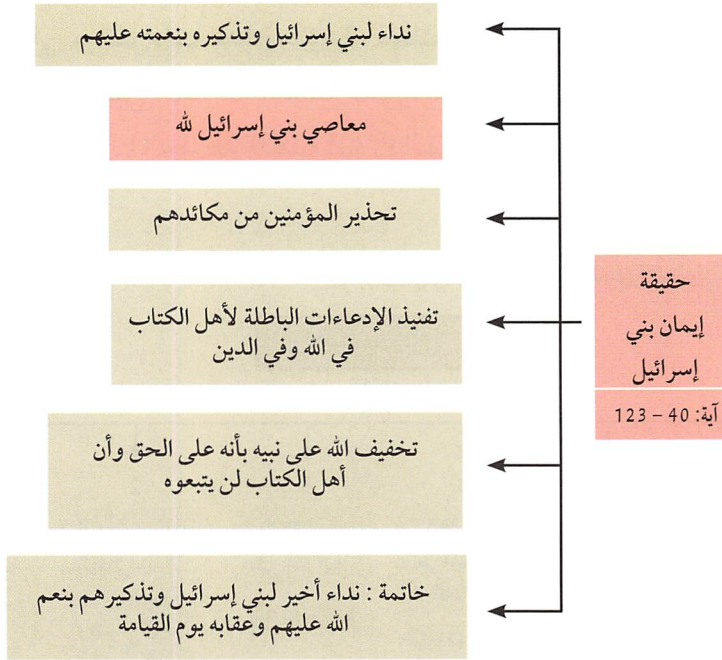 نداء لبني إسرائيل وتذكيره بنعمته عليهم
معاصي بني إسرائيل لله
تحذير المؤمنين من مكائدهم
حقيقة
إيمان بني
إسرائيل
آية: 40 – 123
تفنيذ الإدعاءات الباطلة لأهل الكتاب
في الله وفي الدين
تخفيف الله على نبيه بأنه على الحق وأن
أهل الكتاب لن يتبعوه
خاتمة : نداء أخير لبني إسرائيل وتذكيرهم بنعم
الله عليهم وعقابه يوم القيامة